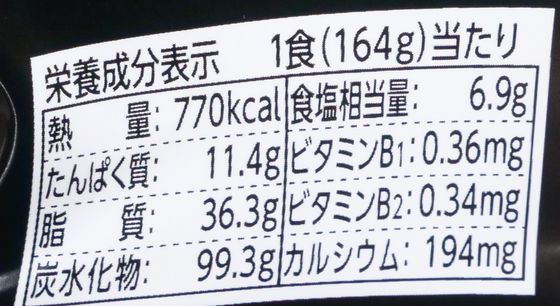 栄養成分表示 1食(164g)当たり
熱量:770kcal
たんぱく質:11.4g
脂質:36.3g
炭水化物:99.3g
食塩相当量:6.9g
ビタミンB1:0.36mg
ビタミンB2:0.34mg
カルシウム:194mg